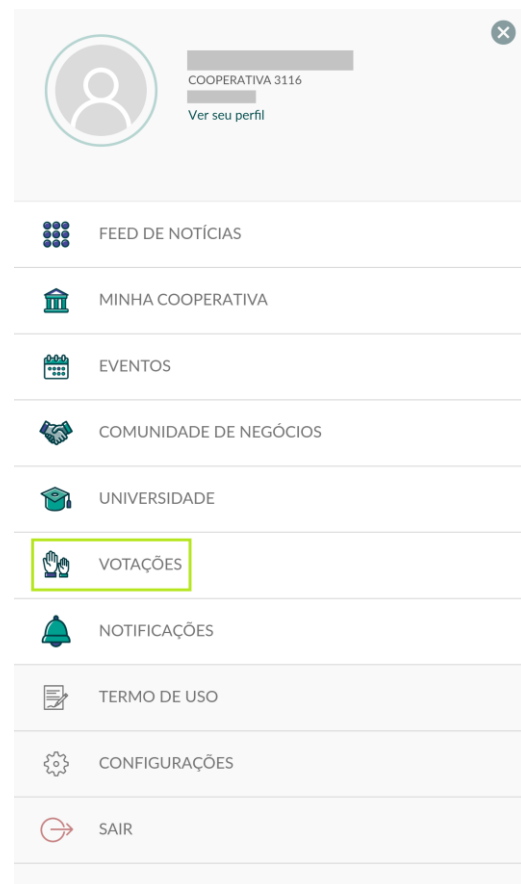 COOPERATIVA 3116
Ver seu perfil
FEED DE NOTÍCIAS
MINHA COOPERATIVA
EVENTOS
COMUNIDADE DE NEGÓCIOS
UNIVERSIDADE
VOTAÇÕES
NOTIFICAÇÕES
TERMO DE USO
CONFIGURAÇÕES
SAIR